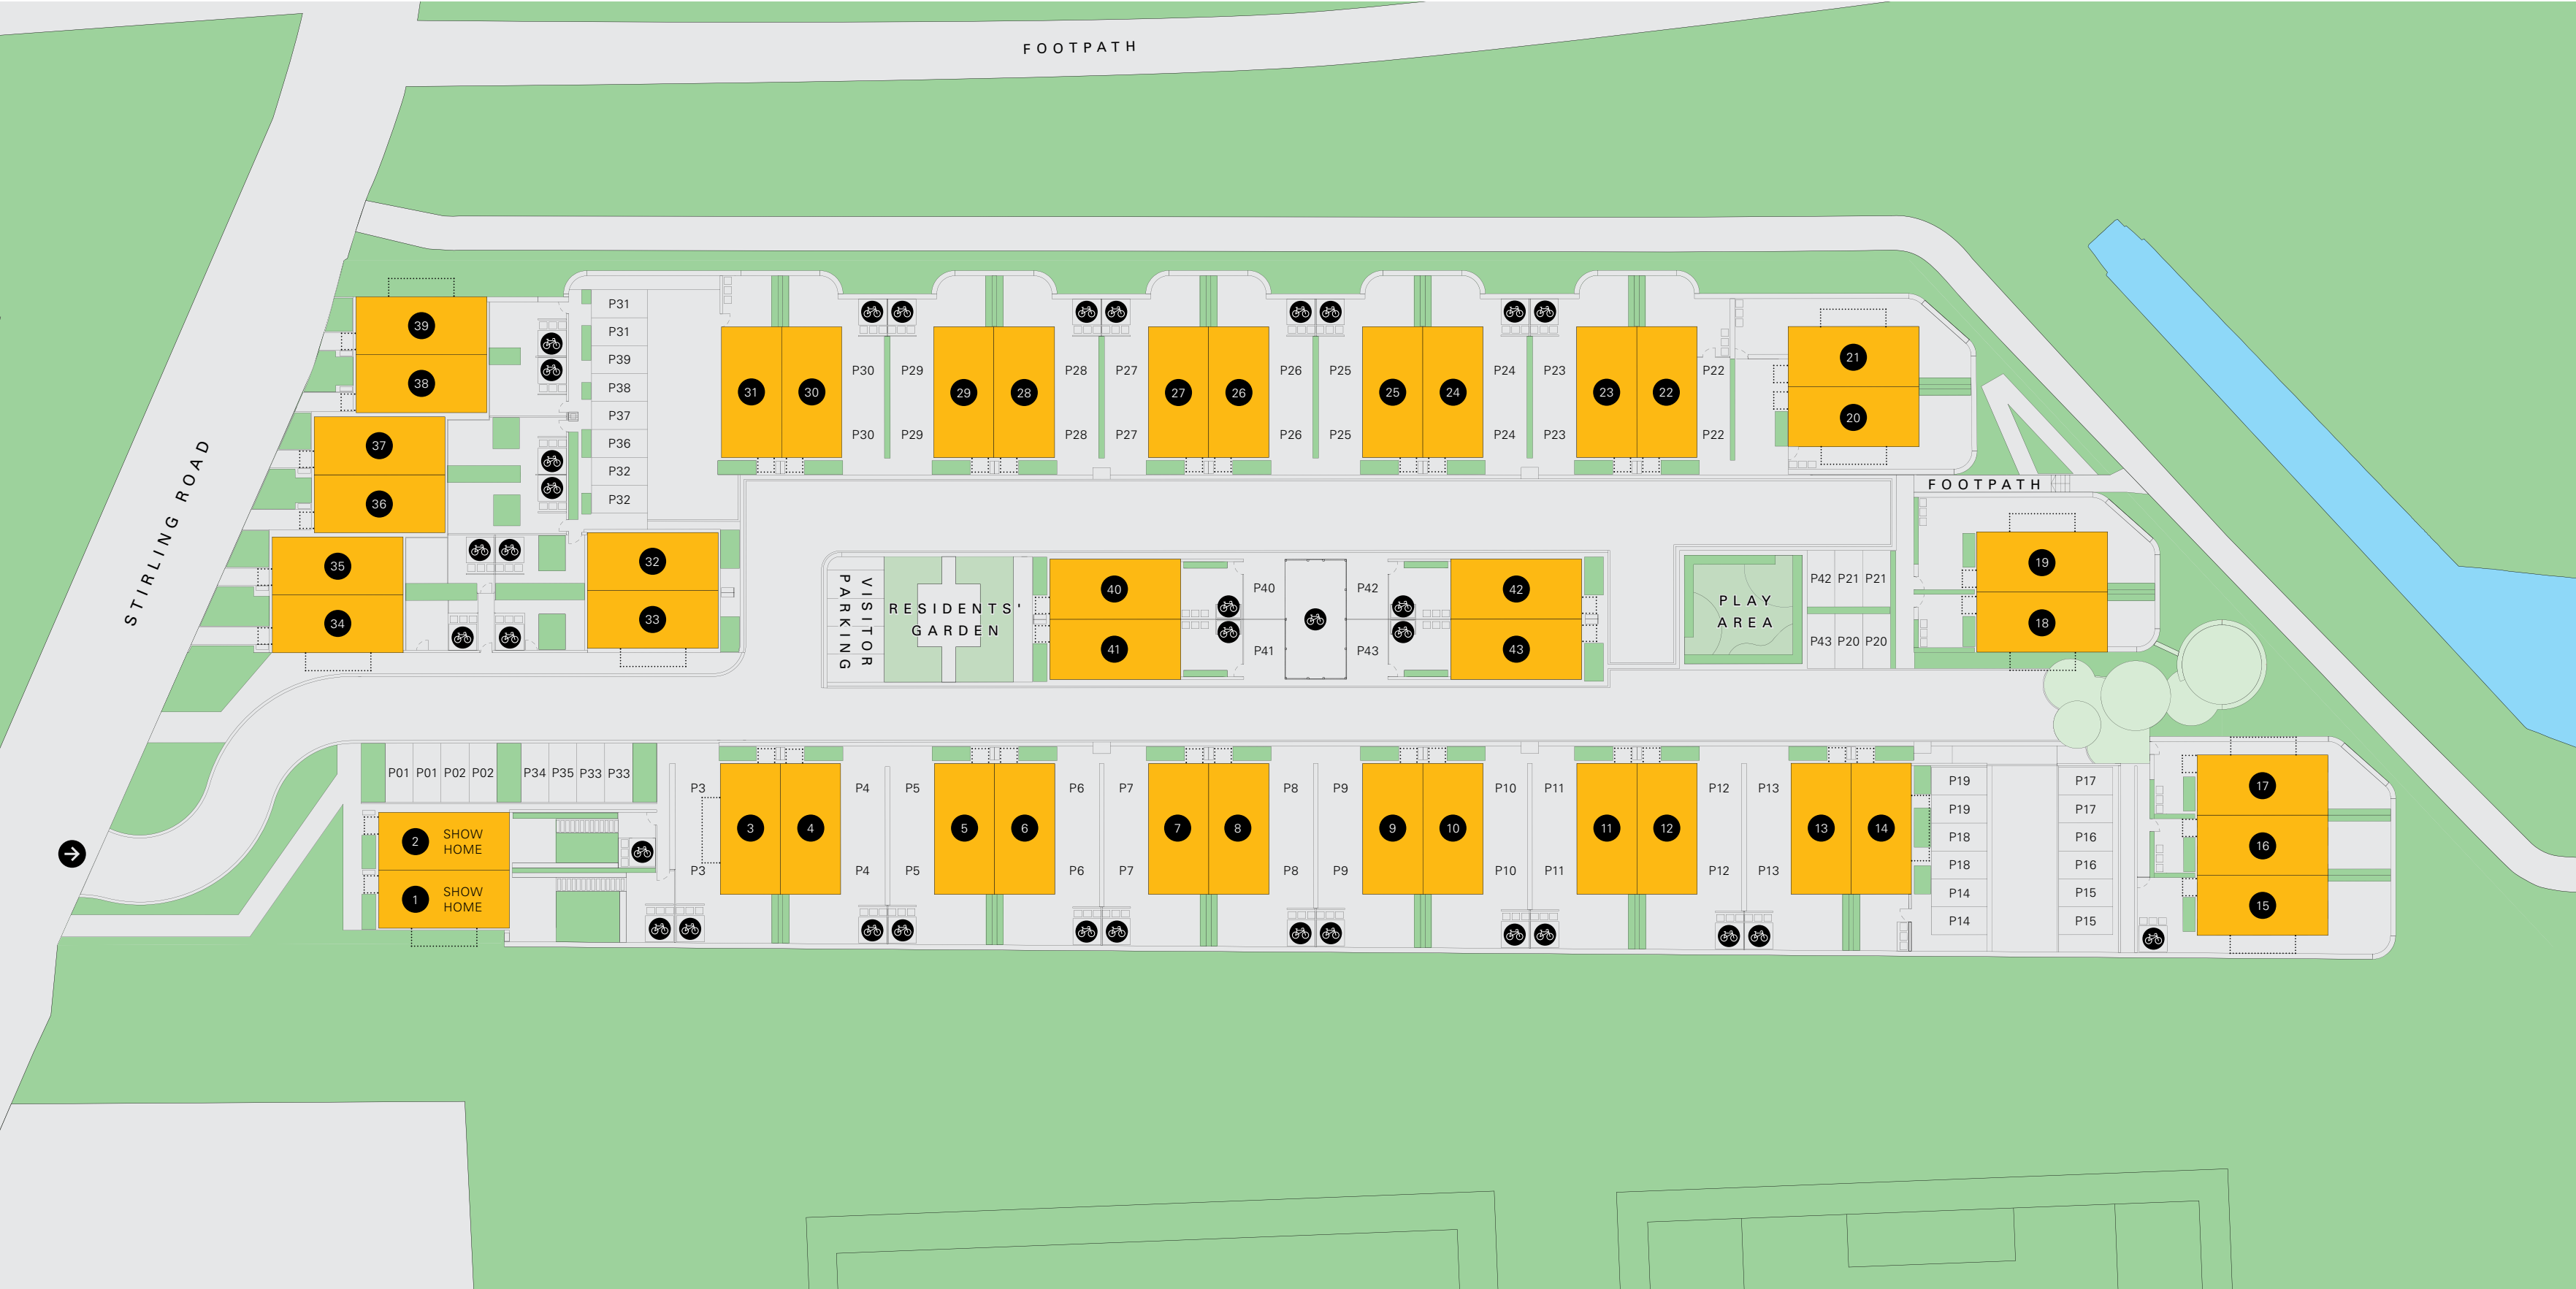 FOOTPATH
STIRLING ROAD
39
38
37
36
35
34
32
33
P31
P31
P39
P38
P37
P36
P32
P32
31
30
P30
P29
P30
P29
29
28
P28
P27
P28
P27
27
26
P26
P25
P26
P25
25
24
P24
P23
P24
P23
23
22
P22
P22
21
20
FOOTPATH
19
18
VISITOR
PARKING
RESIDENTS'
GARDEN
40
41
P40
P41
P42
P43
42
43
PLAY
AREA
P42 P21 P21
P43 P20 P20
P01 P01 P02 P02
P34 P35 P33 P33
2
SHOW
HOME
1
SHOW
HOME
P3
P3
3
4
P4
P5
P4
P5
5
6
P6
P7
P6
P7
7
8
P8
P9
P8
P9
9
10
P10
P11
P10
P11
11
12
P12
P13
P12
P13
13
14
P19
P19
P18
P18
P14
P14
P17
P17
P16
P16
P15
P15
17
16
15